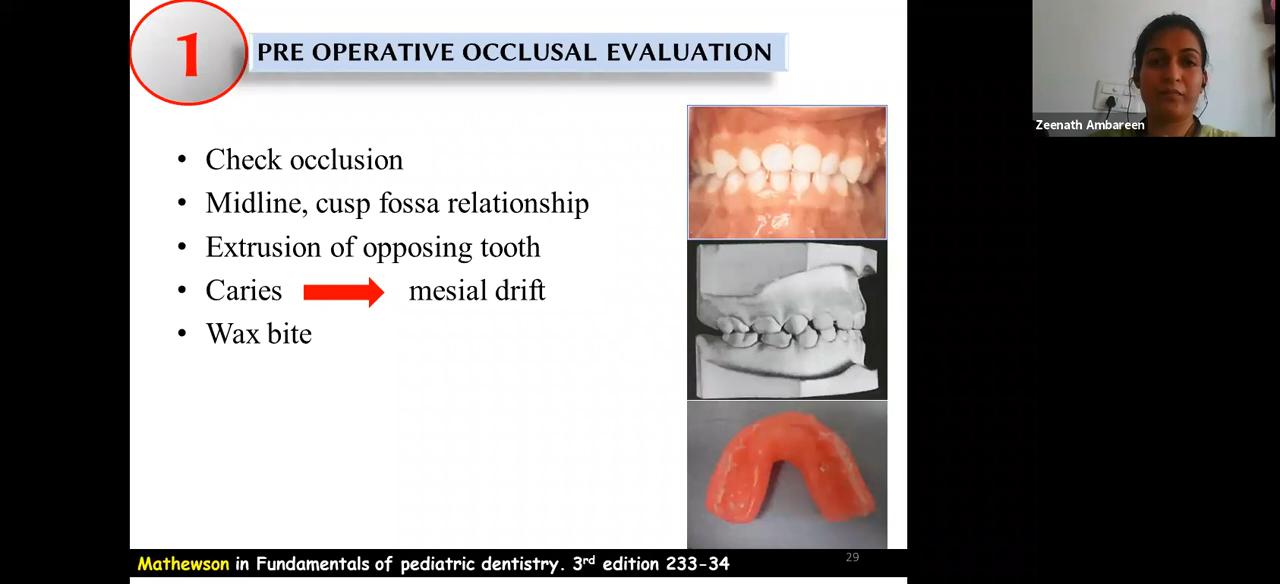 1
PRE OPERATIVE OCCLUSAL EVALUATION
Zeenath Ambareen
• Check occlusion
• Midline, cusp fossa relationship
• Extrusion of opposing tooth
• Caries mesial drift
• Wax bite
Mathewson in Fundamentals of pediatric dentistry. 3rd edition 233-34
29